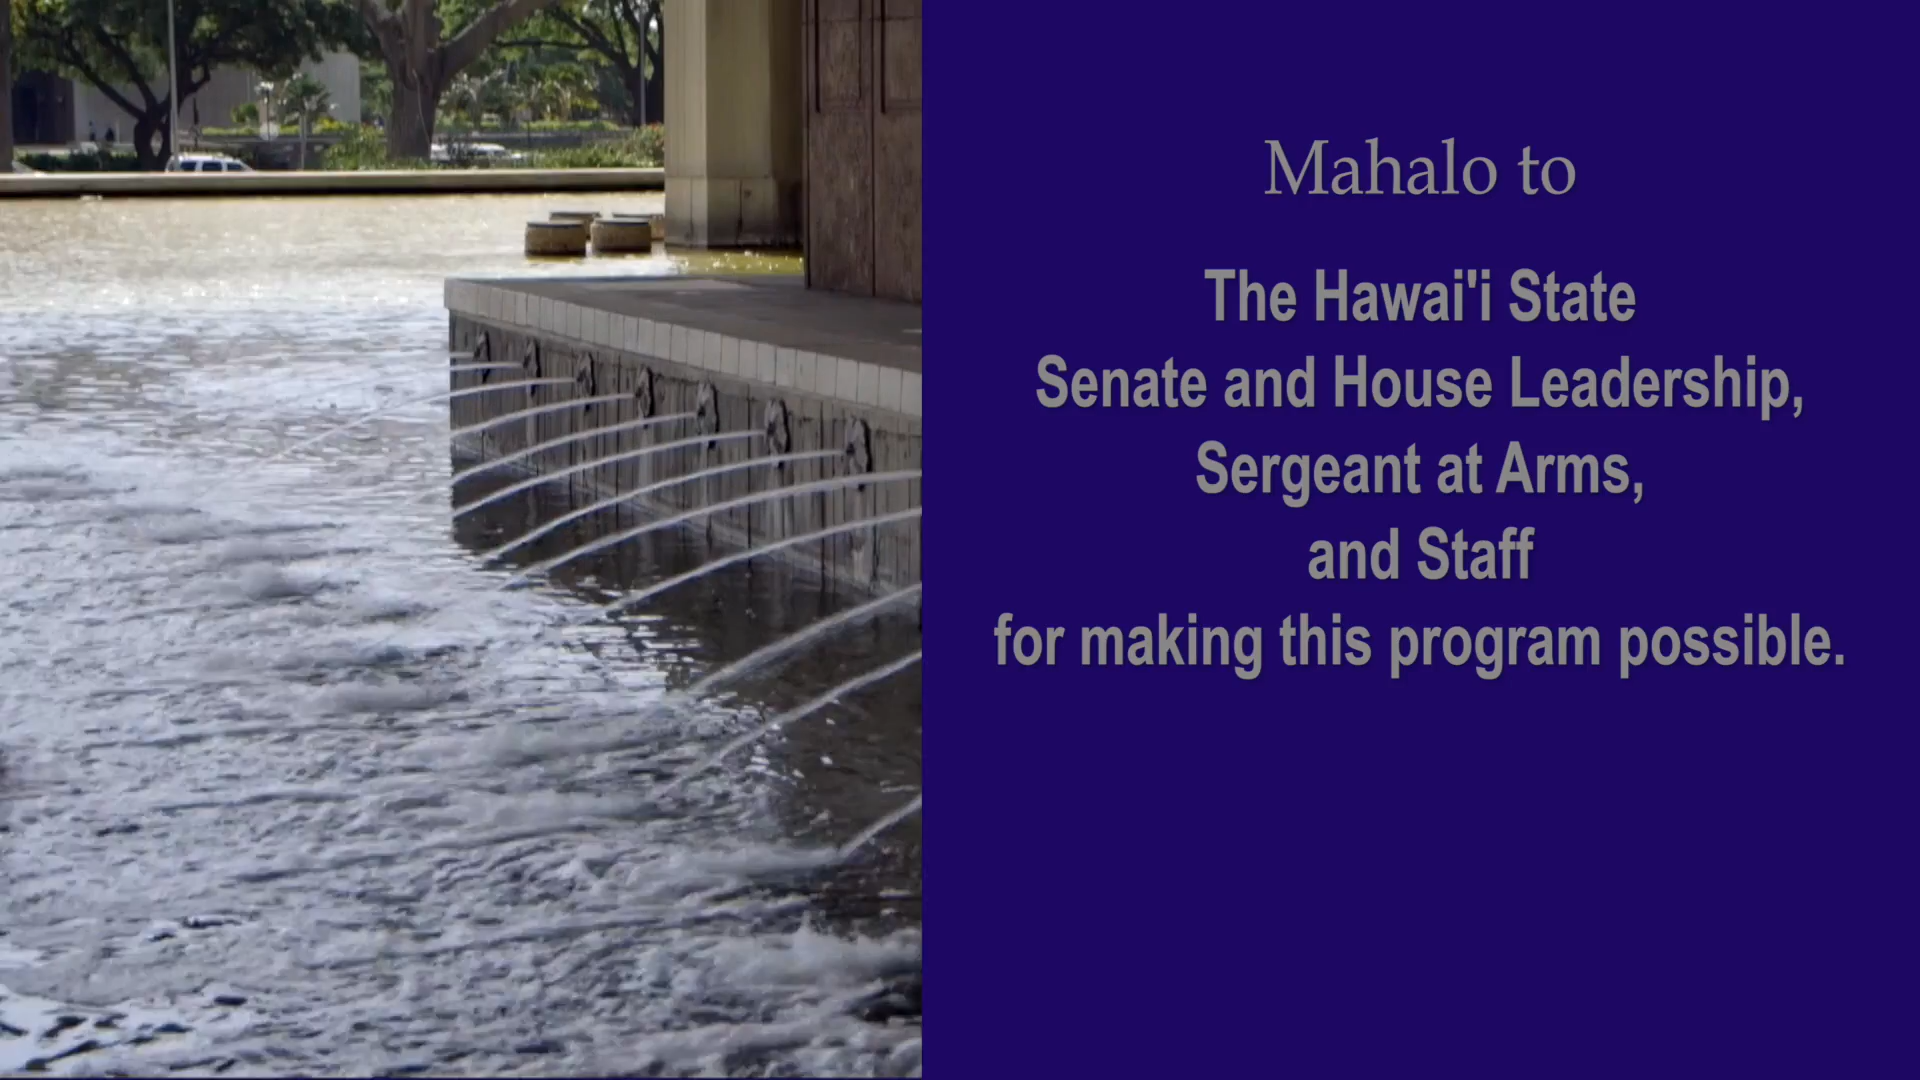 Mahalo to
The Hawai'i State
Senate and House Leadership,
Sergeant at Arms,
and Staff
for making this program possible.